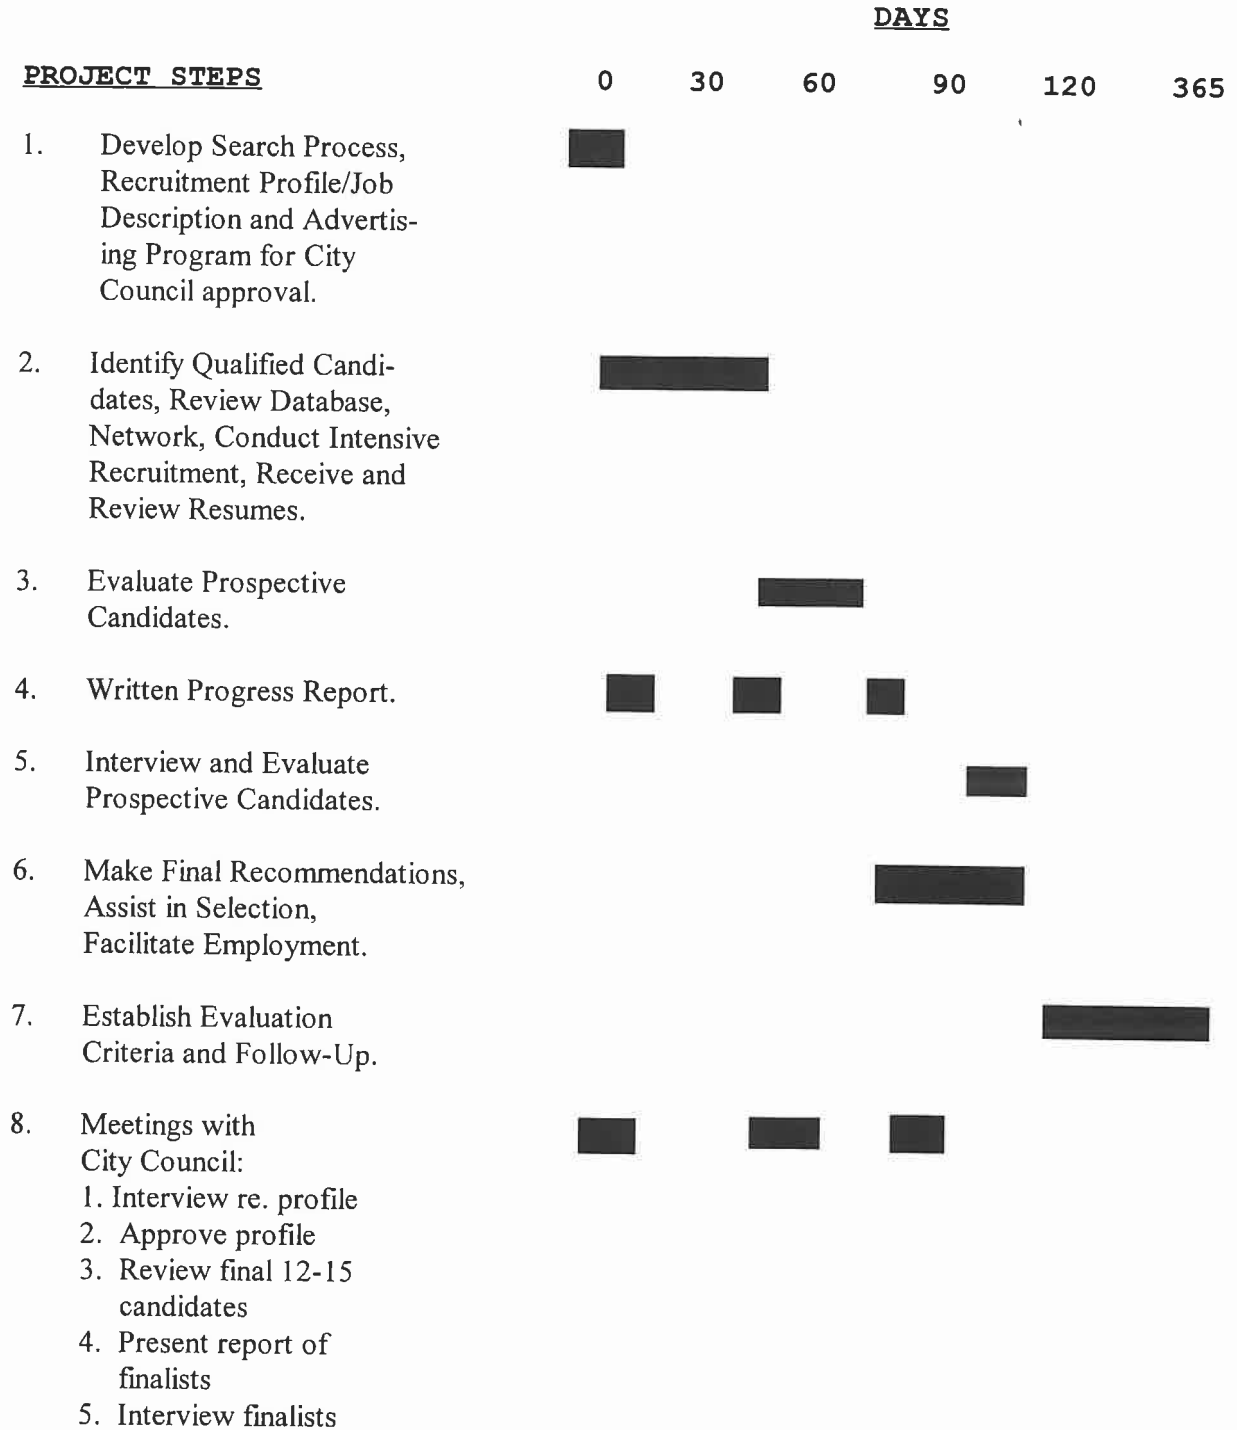 DAYS
PROJECT STEPS 0 30 60 90 120 365
1. Develop Search Process,
Recruitment Profile/Job
Description and Advertis-
ing Program for City
Council approval.
2. Identify Qualified Candi-
dates, Review Database,
Network, Conduct Intensive
Recruitment, Receive and
Review Resumes.
3. Evaluate Prospective
Candidates.
4. Written Progress Report.
5. Interview and Evaluate
Prospective Candidates.
6. Make Final Recommendations,
Assist in Selection,
Facilitate Employment.
7. Establish Evaluation
Criteria and Follow-Up.
8. Meetings with
City Council:
1. Interview re. profile
2. Approve profile
3. Review final 12-15
candidates
4. Present report of
finalists
5. Interview finalists